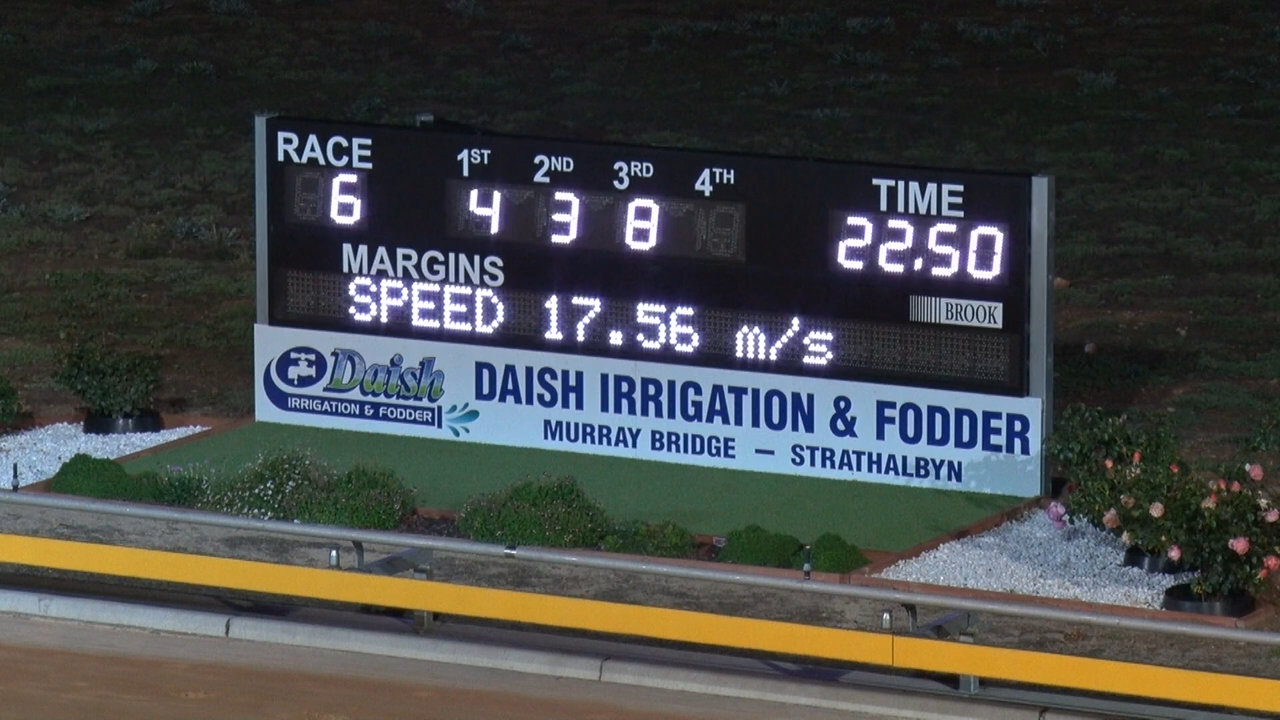 RACE 1ST 2ND 3RD 4TH TIME
6 4 3 8 22.50
MARGINS
BROOK
SPEED 17.56 m/s
Daish
IRRIGATION & FODDER
DAISH IRRIGATION & FODDER
MURRAY BRIDGE — STRATHALBYN